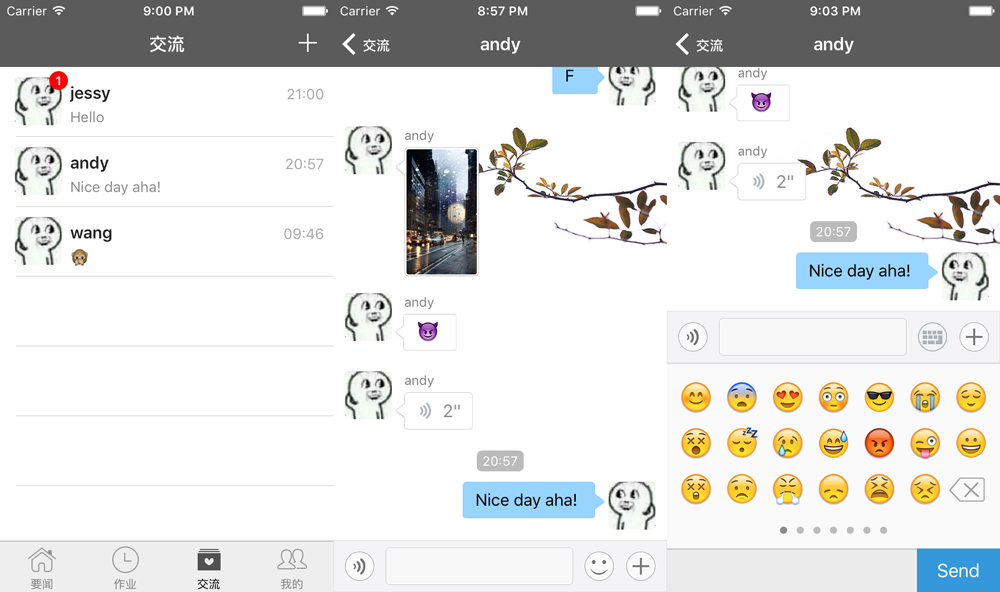 Carrier 9:00 PM
交流
1
jessy 21:00
Hello
andy 20:57
Nice day aha!
wang 09:46
要闻 作业 交流 我的
Carrier 8:57 PM
交流 andy
F
andy
andy
andy
2"
20:57
Nice day aha!
Carrier 9:03 PM
交流 andy
andy
andy
2"
20:57
Nice day aha!
Send